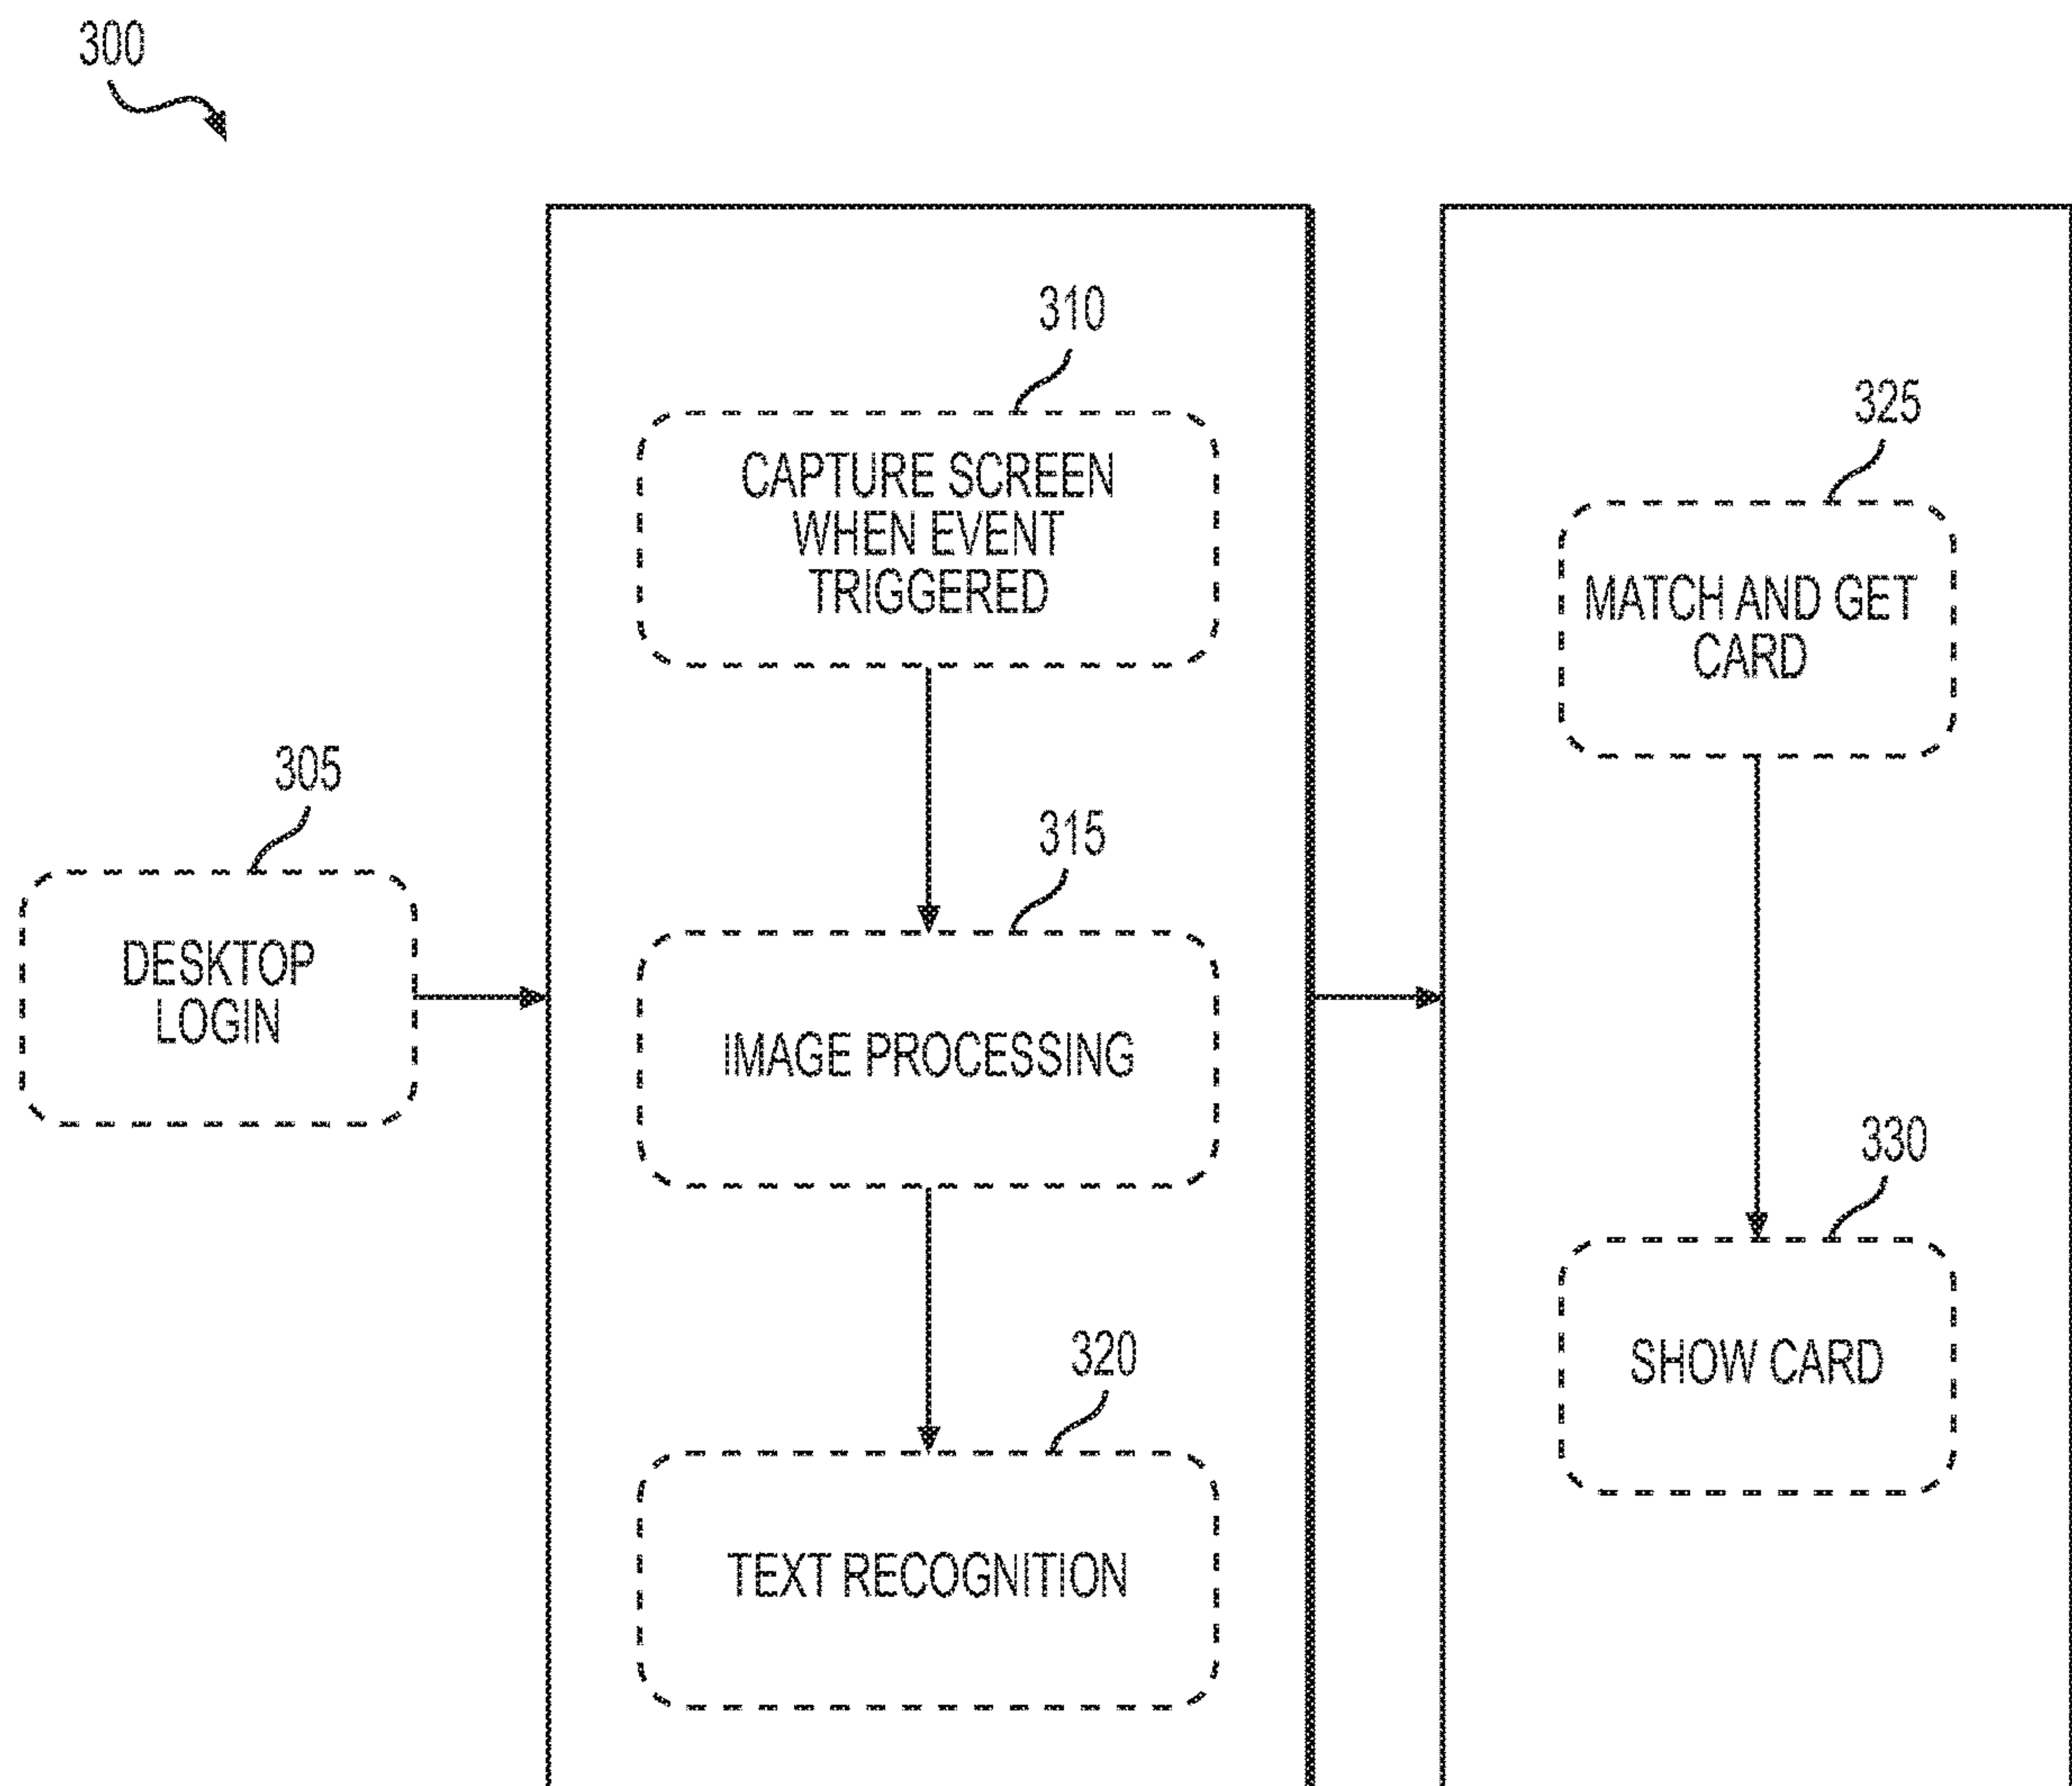 300
305
DESKTOP
LOGIN
310
CAPTURE SCREEN
WHEN EVENT
TRIGGERED
315
IMAGE PROCESSING
320
TEXT RECOGNITION
325
MATCH AND GET
CARD
330
SHOW CARD